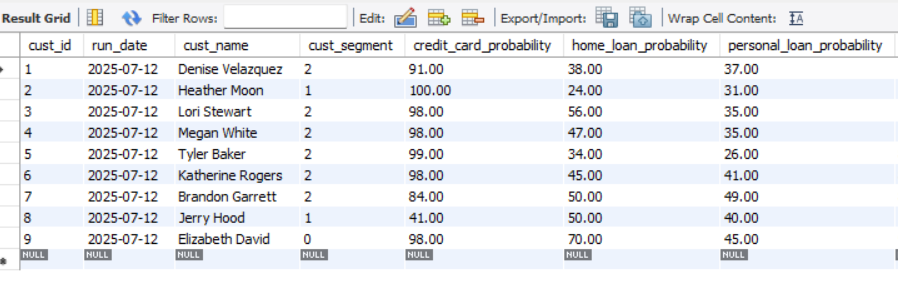 Result Grid Filter Rows: Edit: Export/Import: Wrap Cell Content: IA
cust_id run_date cust_name cust_segment credit_card_probability home_loan_probability personal_loan_probability
1 2025-07-12 Denise Velazquez 2 91.00 38.00 37.00
2 2025-07-12 Heather Moon 1 100.00 24.00 31.00
3 2025-07-12 Lori Stewart 2 98.00 56.00 35.00
4 2025-07-12 Megan White 2 98.00 47.00 35.00
5 2025-07-12 Tyler Baker 2 99.00 34.00 26.00
6 2025-07-12 Katherine Rogers 2 98.00 45.00 41.00
7 2025-07-12 Brandon Garrett 2 84.00 50.00 49.00
8 2025-07-12 Jerry Hood 1 41.00 50.00 40.00
9 2025-07-12 Elizabeth David 0 98.00 70.00 45.00
NULL NULL NULL NULL NULL NULL NULL